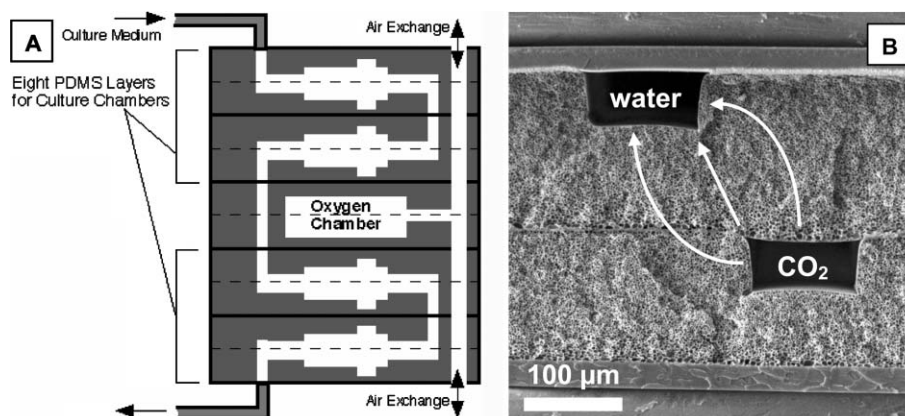 A
Culture Medium
Air Exchange
Eight PDMS Layers
for Culture Chambers
Oxygen
Chamber
Air Exchange
B
water
CO₂
100 µm